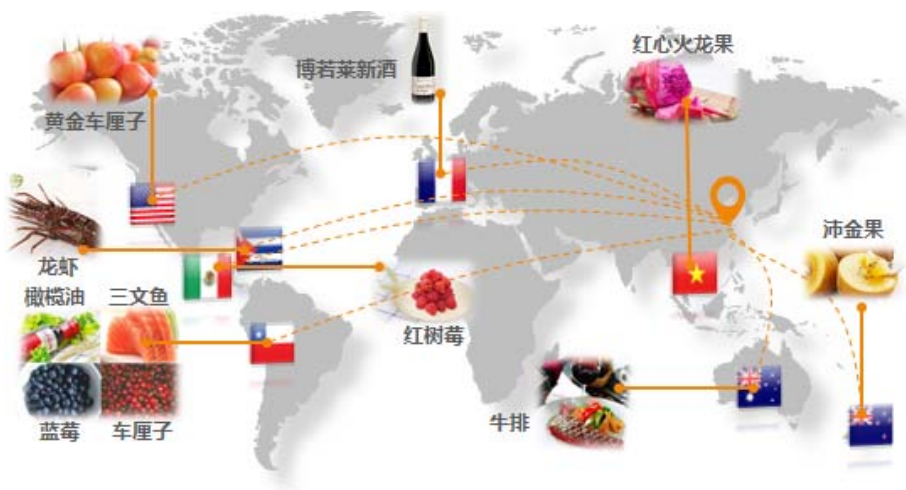 博若莱新酒
红心火龙果
黄金车厘子
沛金果
龙虾
橄榄油
三文鱼
红树莓
蓝莓
车厘子
牛排